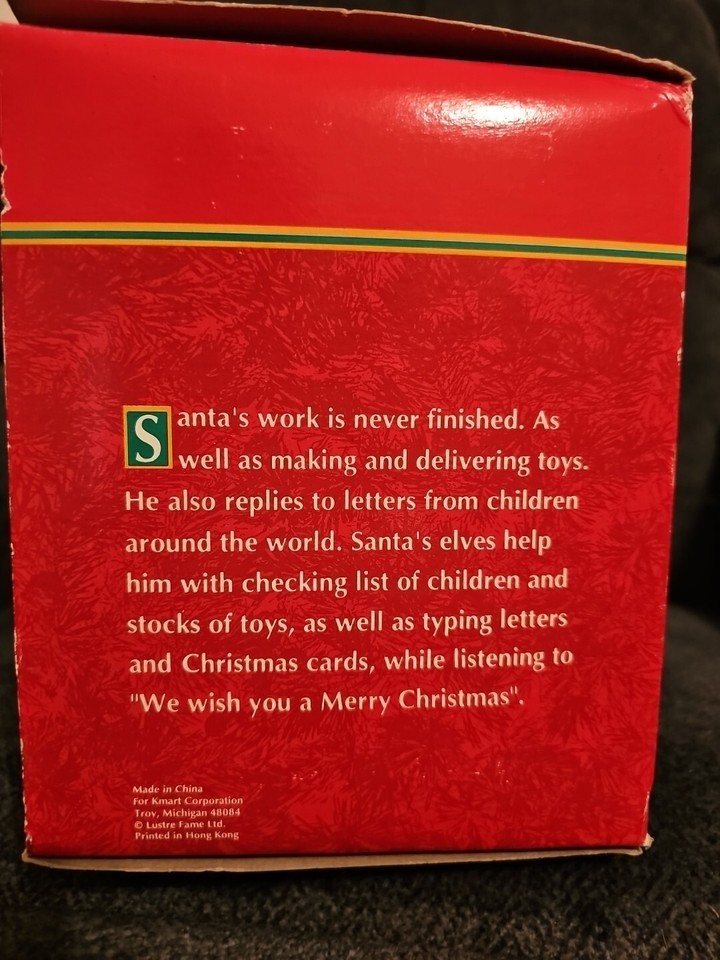 Santa's work is never finished. As
well as making and delivering toys.
He also replies to letters from children
around the world. Santa's elves help
him with checking list of children and
stocks of toys, as well as typing letters
and Christmas cards, while listening to
"We wish you a Merry Christmas".
Made in China
For Kmart Corporation
Troy, Michigan 48084
© Lustre Fame Ltd.
Printed in Hong Kong